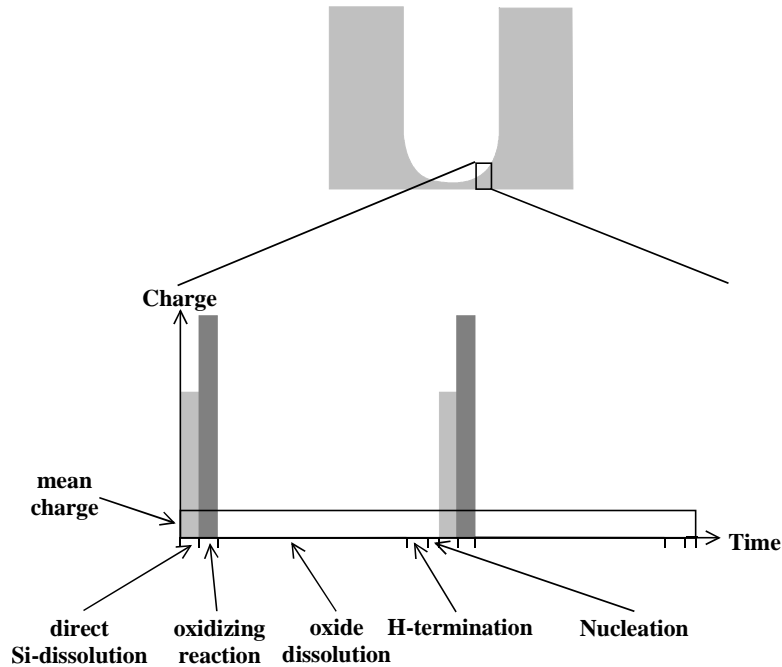 Charge
mean
charge
Time
direct
Si-dissolution
oxidizing
reaction
oxide
dissolution
H-termination
Nucleation